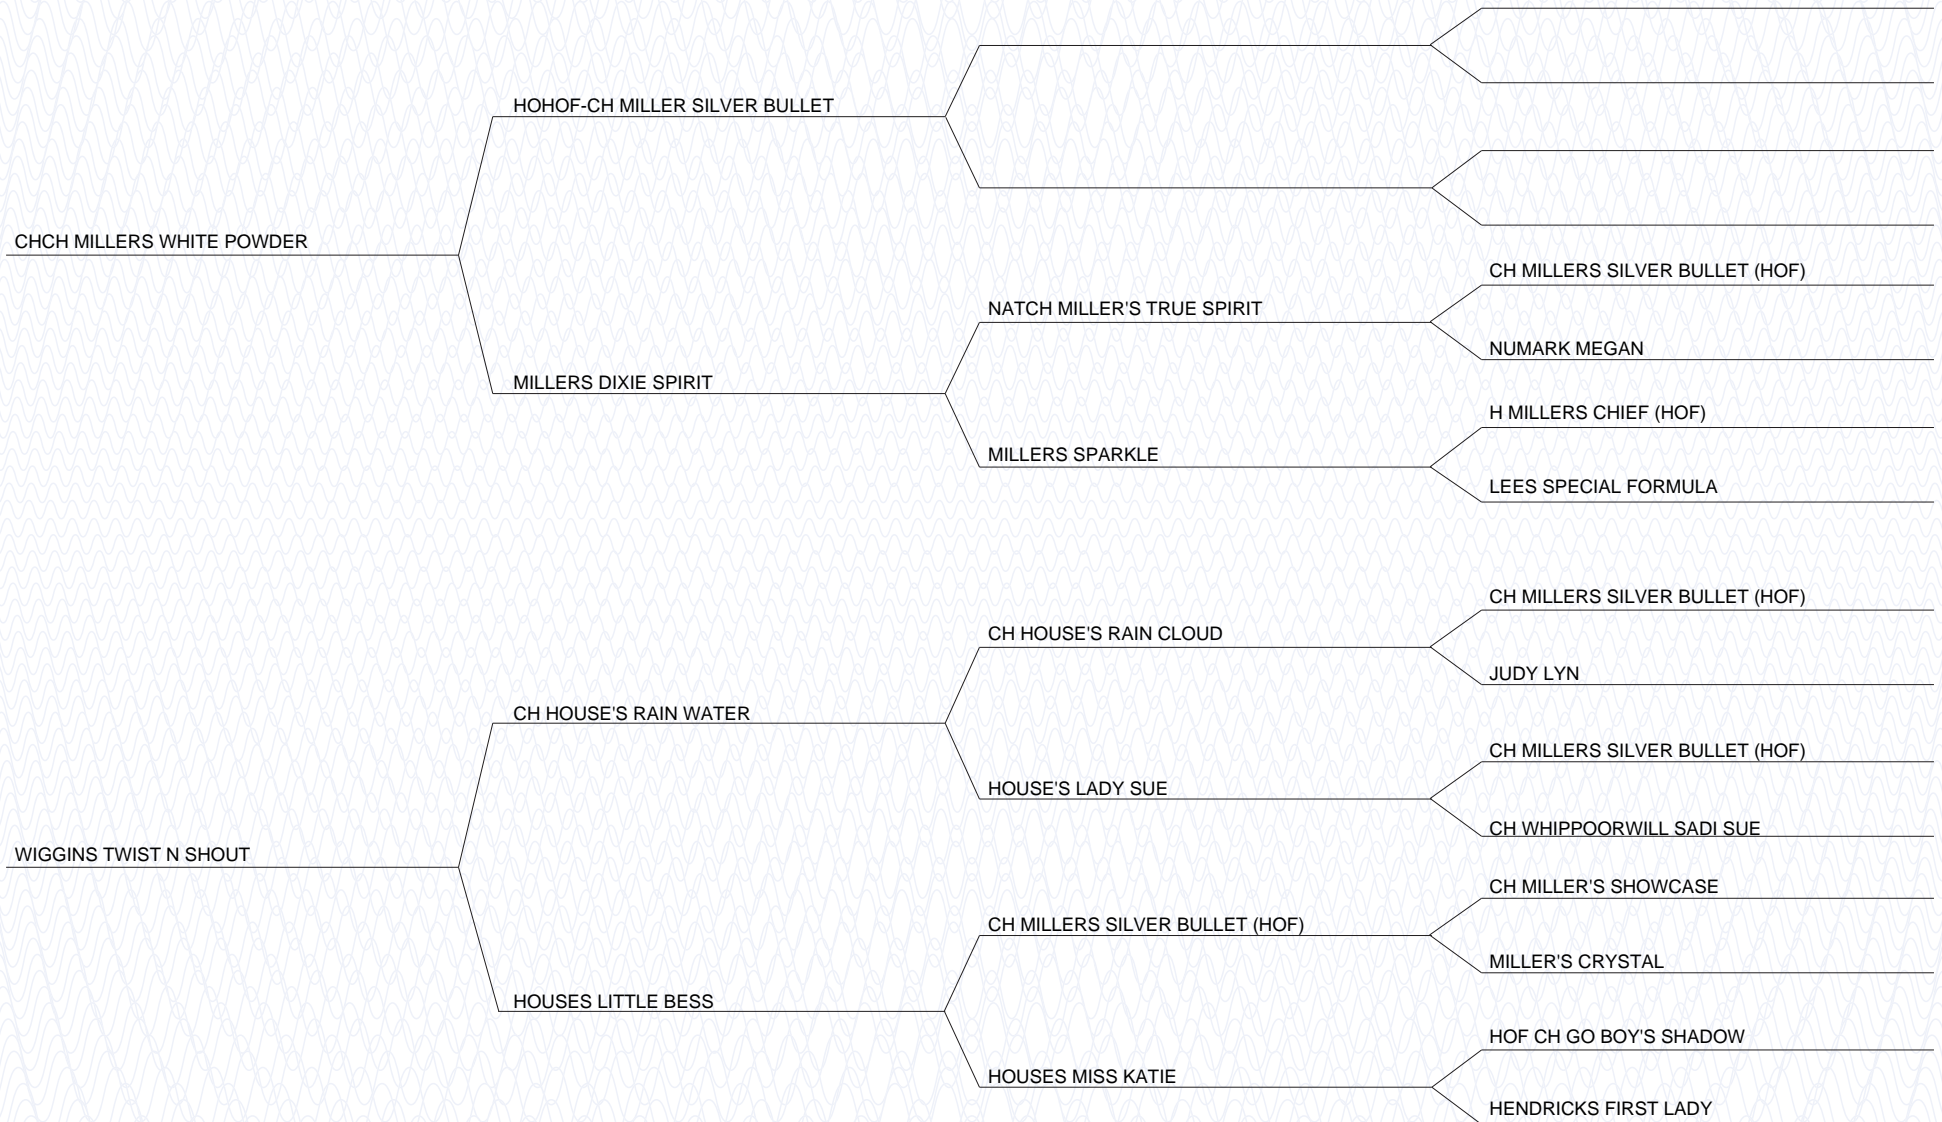 HOHOF-CH MILLER SILVER BULLET
CHCH MILLERS WHITE POWDER
CH MILLERS SILVER BULLET (HOF)
NATCH MILLER'S TRUE SPIRIT
NUMARK MEGAN
MILLERS DIXIE SPIRIT
H MILLERS CHIEF (HOF)
MILLERS SPARKLE
LEES SPECIAL FORMULA
CH MILLERS SILVER BULLET (HOF)
CH HOUSE'S RAIN CLOUD
JUDY LYN
CH HOUSE'S RAIN WATER
CH MILLERS SILVER BULLET (HOF)
HOUSE'S LADY SUE
CH WHIPPOORWILL SADI SUE
WIGGINS TWIST N SHOUT
CH MILLER'S SHOWCASE
CH MILLERS SILVER BULLET (HOF)
MILLER'S CRYSTAL
HOUSES LITTLE BESS
HOF CH GO BOY'S SHADOW
HOUSES MISS KATIE
HENDRICKS FIRST LADY